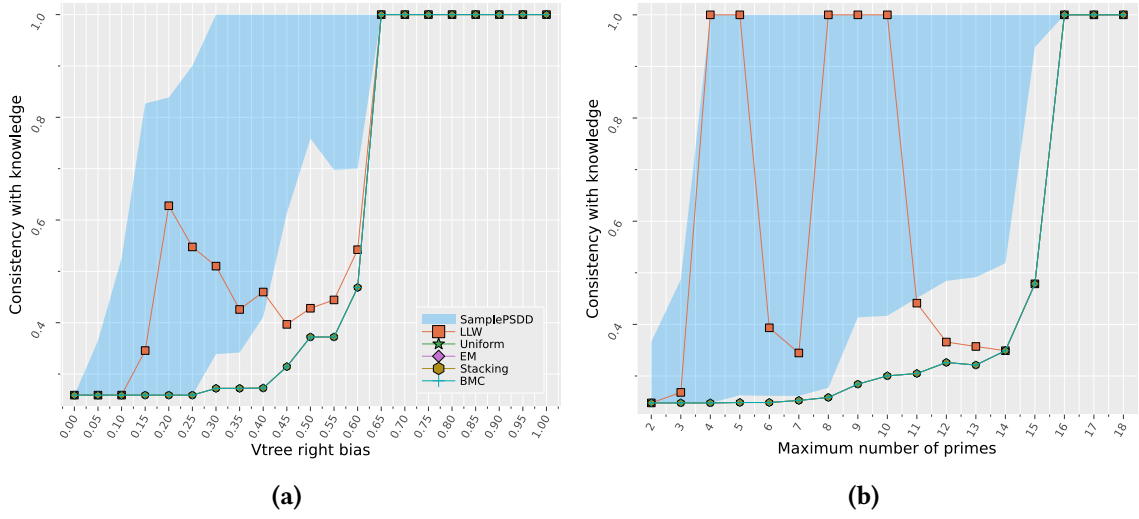 1.0
0.8
0.6
0.4
Consistency with knowledge
SamplePSDD
LLW
Uniform
EM
Stacking
BMC
0.00 0.05 0.10 0.15 0.20 0.25 0.30 0.35 0.40 0.45 0.50 0.55 0.60 0.65 0.70 0.75 0.80 0.85 0.90 0.95 1.00
Vtree right bias
(a)
1.0
0.8
0.6
0.4
Consistency with knowledge
2 3 4 5 6 7 8 9 10 11 12 13 14 15 16 17 18
Maximum number of primes
(b)